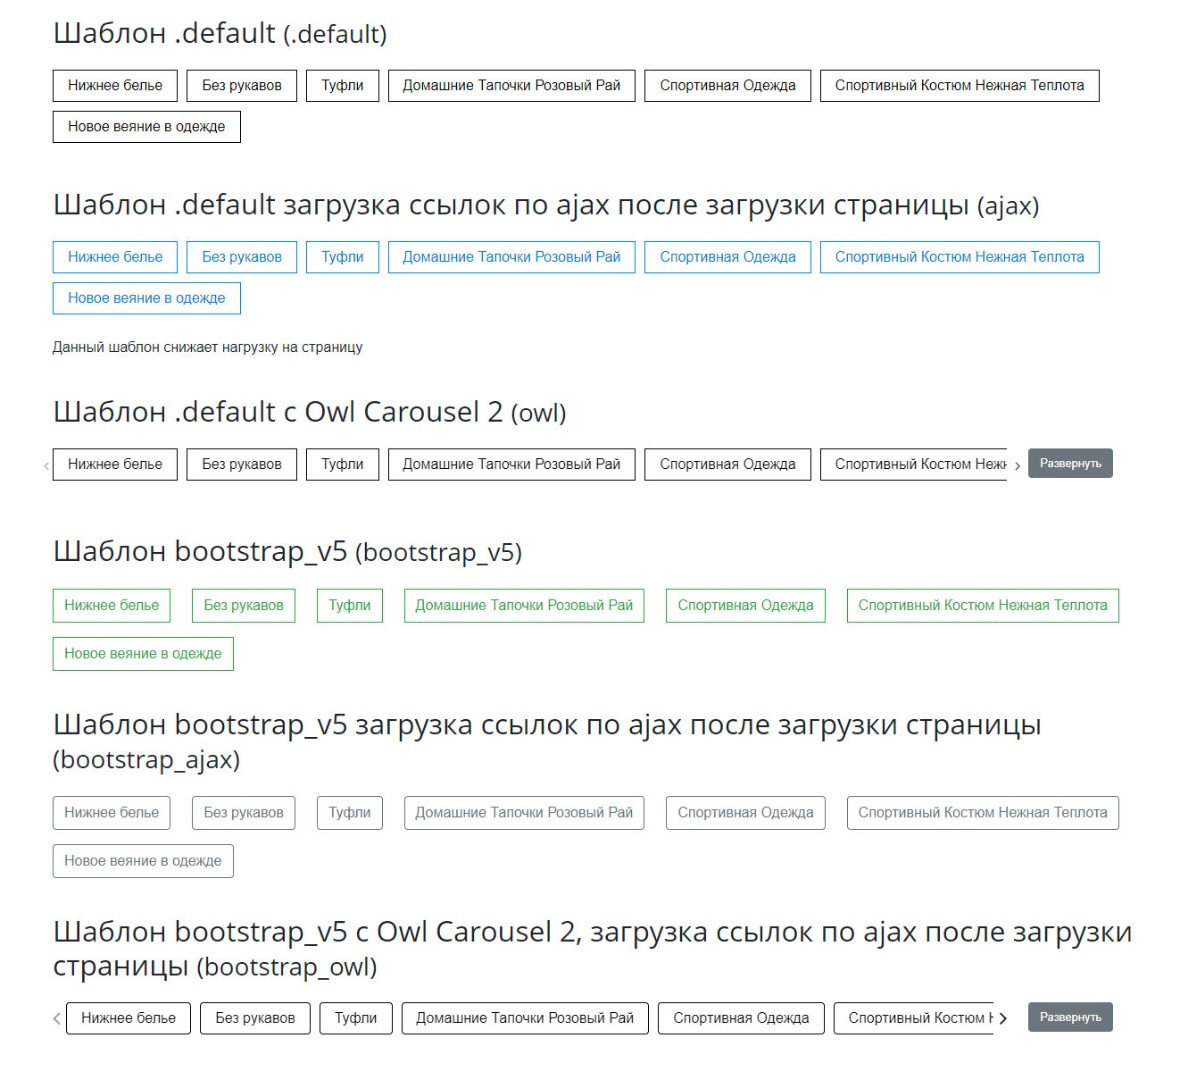 Шаблон .default (.default)
Нижнее белье Без рукавов Туфли Домашние Тапочки Розовый Рай Спортивная Одежда Спортивный Костюм Нежная Теплота
Новое веяние в одежде
Шаблон .default загрузка ссылок по ajax после загрузки страницы (ajax)
Нижнее белье Без рукавов Туфли Домашние Тапочки Розовый Рай Спортивная Одежда Спортивный Костюм Нежная Теплота
Новое веяние в одежде
Данный шаблон снижает нагрузку на страницу
Шаблон .default с Owl Carousel 2 (owl)
‹ Нижнее белье Без рукавов Туфли Домашние Тапочки Розовый Рай Спортивная Одежда Спортивный Костюм Неж › Развернуть
Шаблон bootstrap_v5 (bootstrap_v5)
Нижнее белье Без рукавов Туфли Домашние Тапочки Розовый Рай Спортивная Одежда Спортивный Костюм Нежная Теплота
Новое веяние в одежде
Шаблон bootstrap_v5 загрузка ссылок по ajax после загрузки страницы
(bootstrap_ajax)
Нижнее белье Без рукавов Туфли Домашние Тапочки Розовый Рай Спортивная Одежда Спортивный Костюм Нежная Теплота
Новое веяние в одежде
Шаблон bootstrap_v5 с Owl Carousel 2, загрузка ссылок по ajax после загрузки
страницы (bootstrap_owl)
‹ Нижнее белье Без рукавов Туфли Домашние Тапочки Розовый Рай Спортивная Одежда Спортивный Костюм › Развернуть